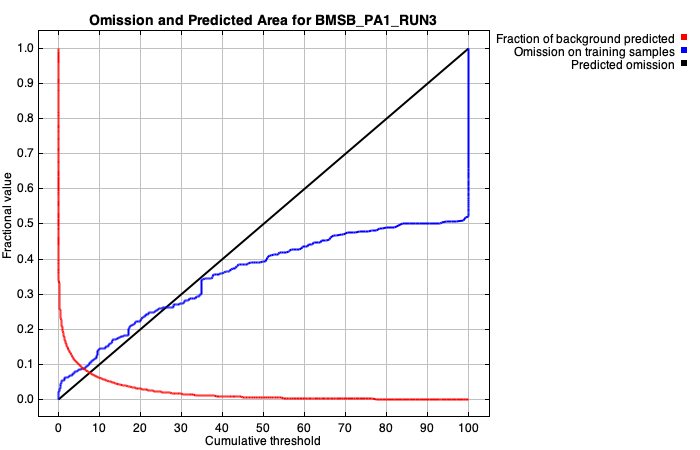 Omission and Predicted Area for BMSB_PA1_RUN3
Fraction of background predicted
Omission on training samples
Predicted omission
Fractional value
1.0
0.9
0.8
0.7
0.6
0.5
0.4
0.3
0.2
0.1
0.0
0 10 20 30 40 50 60 70 80 90 100
Cumulative threshold